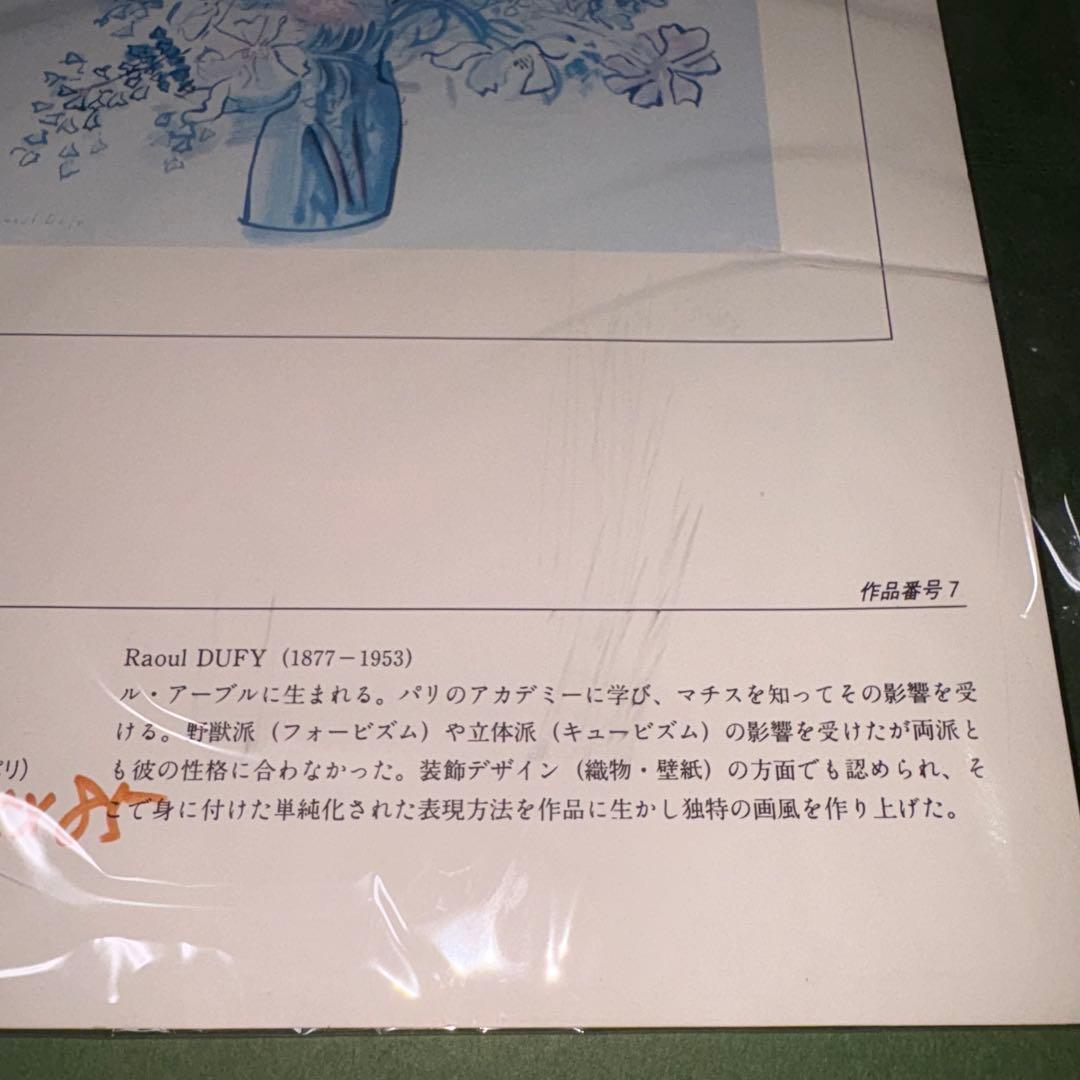 作品番号 7
Raoul DUFY (1877－1953)
ル・アーブルに生まれる。パリのアカデミーに学び、マチスを知ってその影響を受
ける。野獣派（フォービズム）や立体派（キュービズム）の影響を受けたが両派と
も彼の性格に合わなかった。装飾デザイン（織物・壁紙）の方面でも認められ、そ
こで身に付けた単純化された表現方法を作品に生かし独特の画風を作り上げた。
リ）